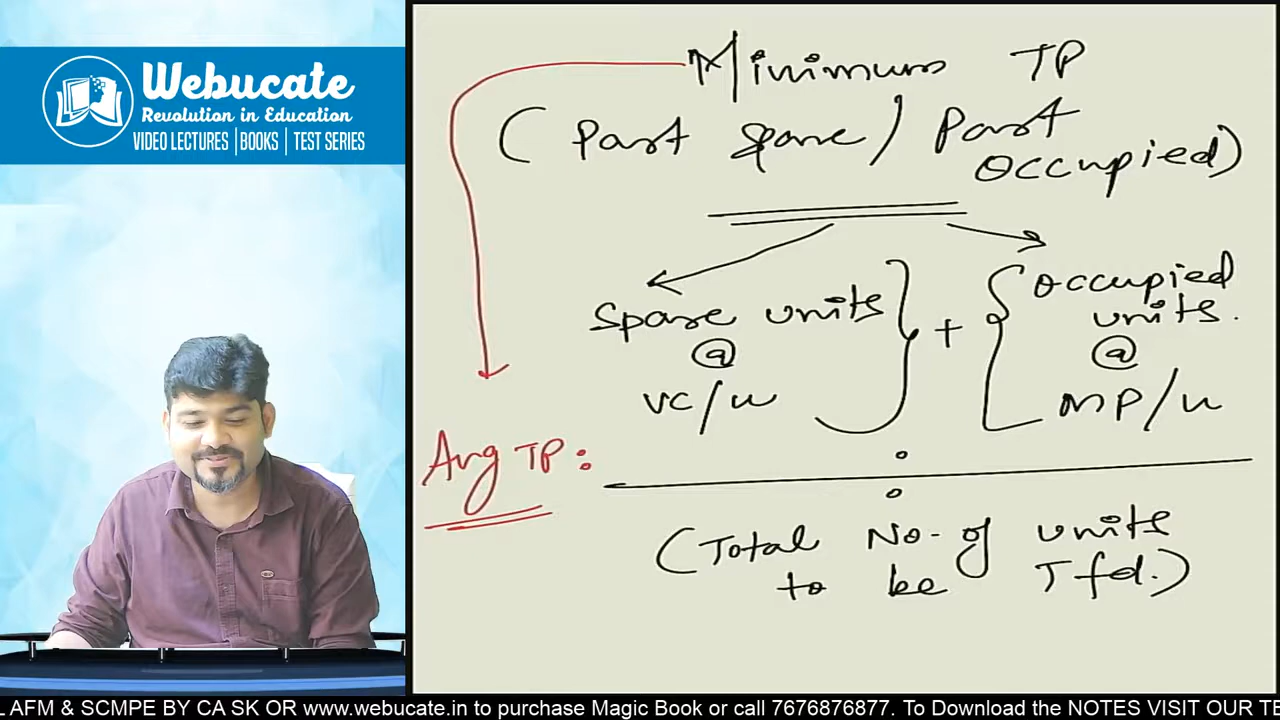 Webucate
Revolution in Education
VIDEO LECTURES | BOOKS | TEST SERIES
Minimum TP
(Part spare / Part
Occupied)
Spare units
@
VC/u
+
Occupied
units.
@
MP/u
Avg TP:
(Total No. of units
to be Tfd.)
L AFM & SCMPE BY CA SK OR www.webucate.in to purchase Magic Book or call 7676876877. To Download the NOTES VISIT OUR TE